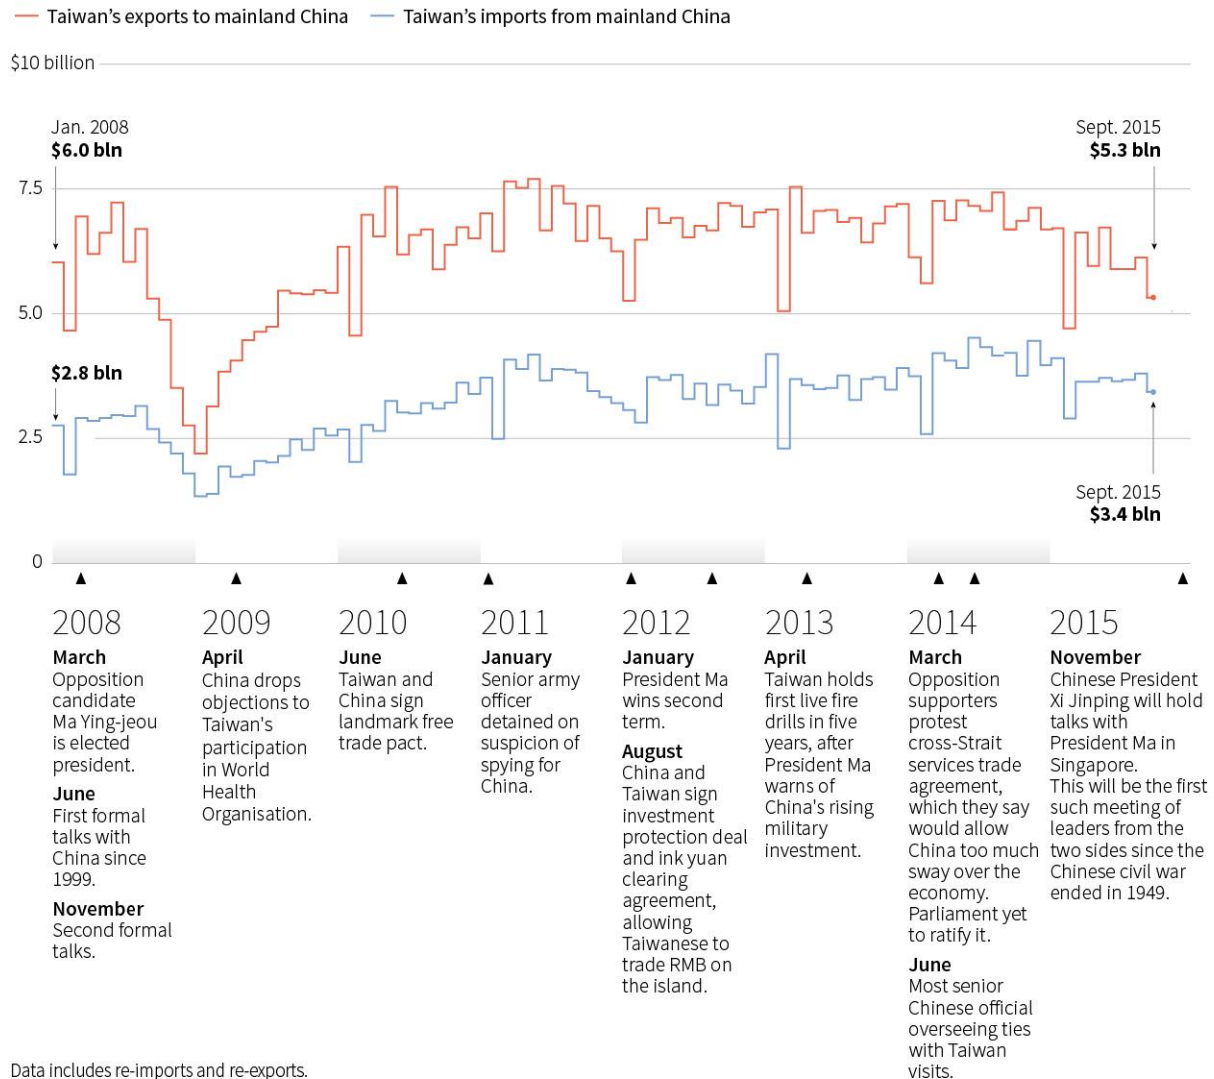 Taiwan’s exports to mainland China
Taiwan’s imports from mainland China
$10 billion
Jan. 2008
$6.0 bln
Sept. 2015
$5.3 bln
7.5
5.0
$2.8 bln
2.5
Sept. 2015
$3.4 bln
0
2008
March
Opposition
candidate
Ma Ying-jeou
is elected
president.
June
First formal
talks with
China since
1999.
November
Second formal
talks.
2009
April
China drops
objections to
Taiwan's
participation
in World
Health
Organisation.
2010
June
Taiwan and
China sign
landmark free
trade pact.
2011
January
Senior army
officer
detained on
suspicion of
spying for
China.
2012
January
President Ma
wins second
term.
August
China and
Taiwan sign
investment
protection deal
and ink yuan
clearing
agreement,
allowing
Taiwanese to
trade RMB on
the island.
2013
April
Taiwan holds
first live fire
drills in five
years, after
President Ma
warns of
China's rising
military
investment.
2014
March
Opposition
supporters
protest
cross-Strait
services trade
agreement,
which they say
would allow
China too much
sway over the
economy.
Parliament yet
to ratify it.
June
Most senior
Chinese official
overseeing ties
with Taiwan
visits.
2015
November
Chinese President
Xi Jinping will hold
talks with
President Ma in
Singapore.
This will be the first
such meeting of
leaders from the
two sides since the
Chinese civil war
ended in 1949.
Data includes re-imports and re-exports.